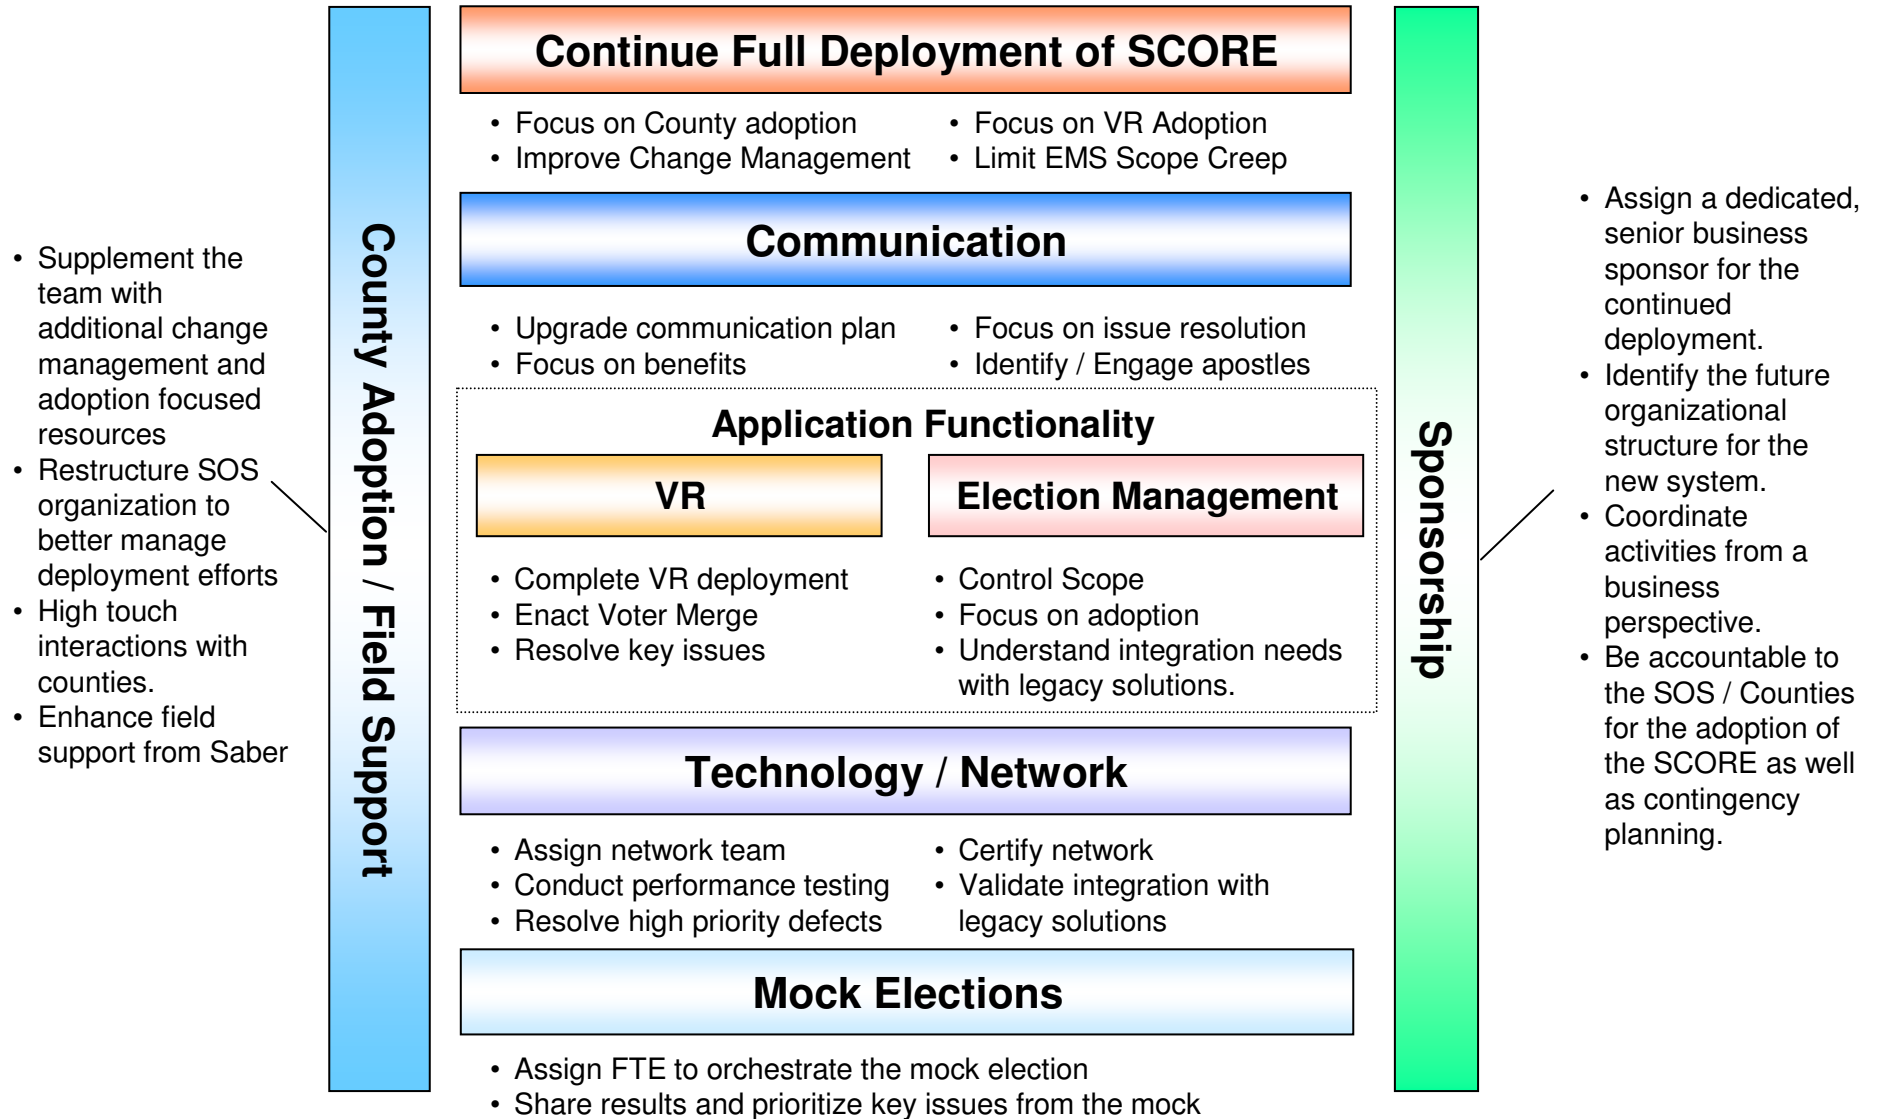 Continue Full Deployment of SCORE
• Focus on County adoption
• Improve Change Management
• Focus on VR Adoption
• Limit EMS Scope Creep
Communication
• Upgrade communication plan
• Focus on benefits
• Focus on issue resolution
• Identify / Engage apostles
Application Functionality
VR
• Complete VR deployment
• Enact Voter Merge
• Resolve key issues
Election Management
• Control Scope
• Focus on adoption
• Understand integration needs
with legacy solutions.
Technology / Network
• Assign network team
• Conduct performance testing
• Resolve high priority defects
• Certify network
• Validate integration with
legacy solutions
Mock Elections
• Assign FTE to orchestrate the mock election
• Share results and prioritize key issues from the mock
County Adoption / Field Support
• Supplement the
team with
additional change
management and
adoption focused
resources
• Restructure SOS
organization to
better manage
deployment efforts
• High touch
interactions with
counties.
• Enhance field
support from Saber
Sponsorship
• Assign a dedicated,
senior business
sponsor for the
continued
deployment.
• Identify the future
organizational
structure for the
new system.
• Coordinate
activities from a
business
perspective.
• Be accountable to
the SOS / Counties
for the adoption of
the SCORE as well
as contingency
planning.